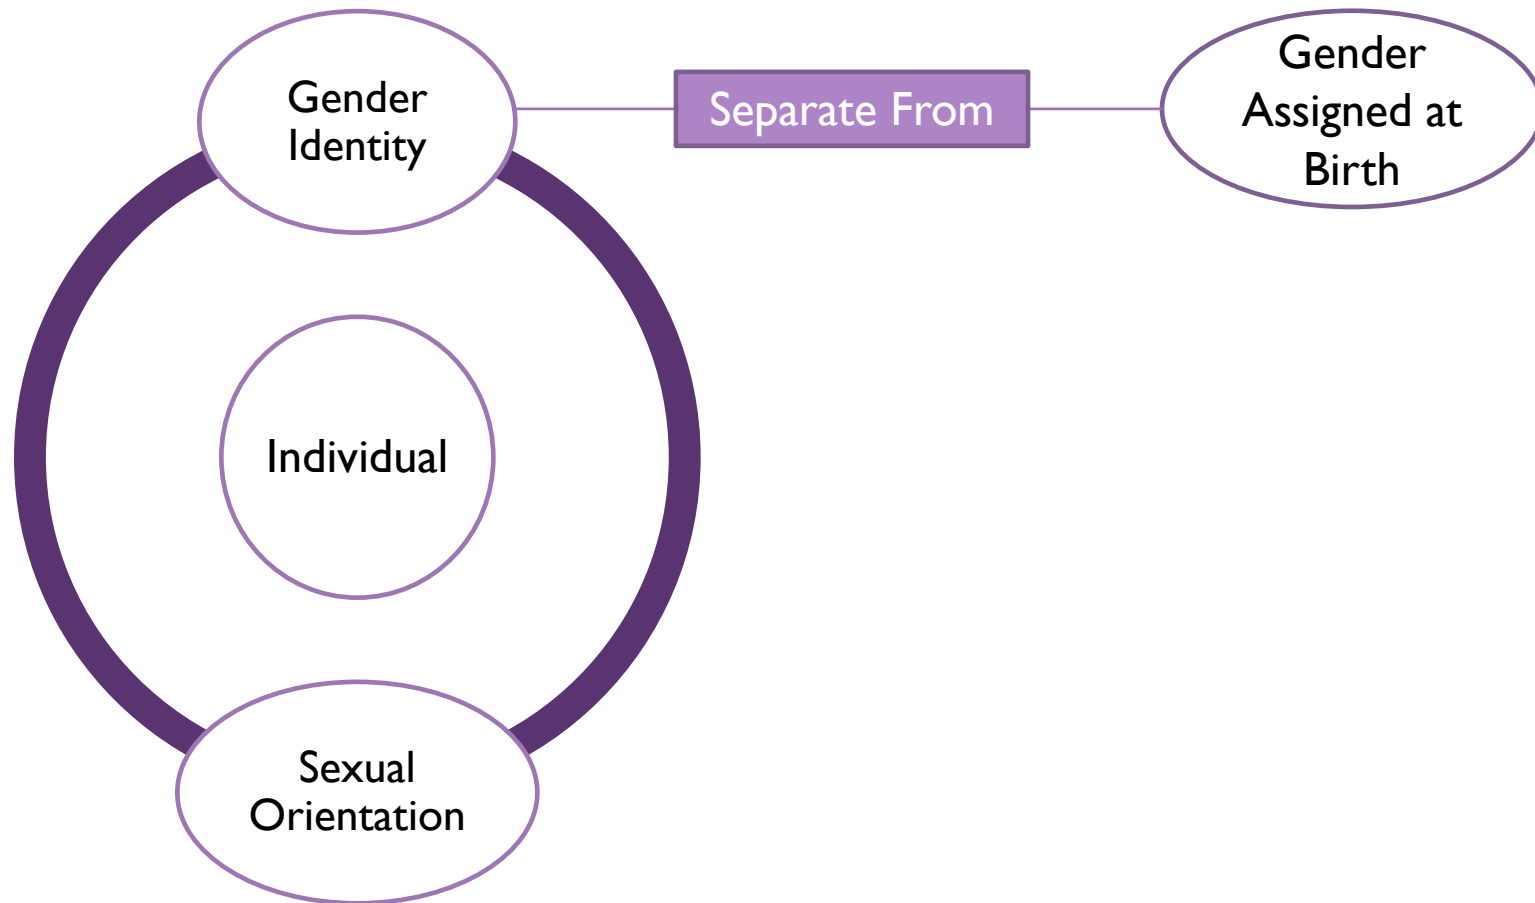 Gender
Identity
Separate From
Gender
Assigned at
Birth
Individual
Sexual
Orientation